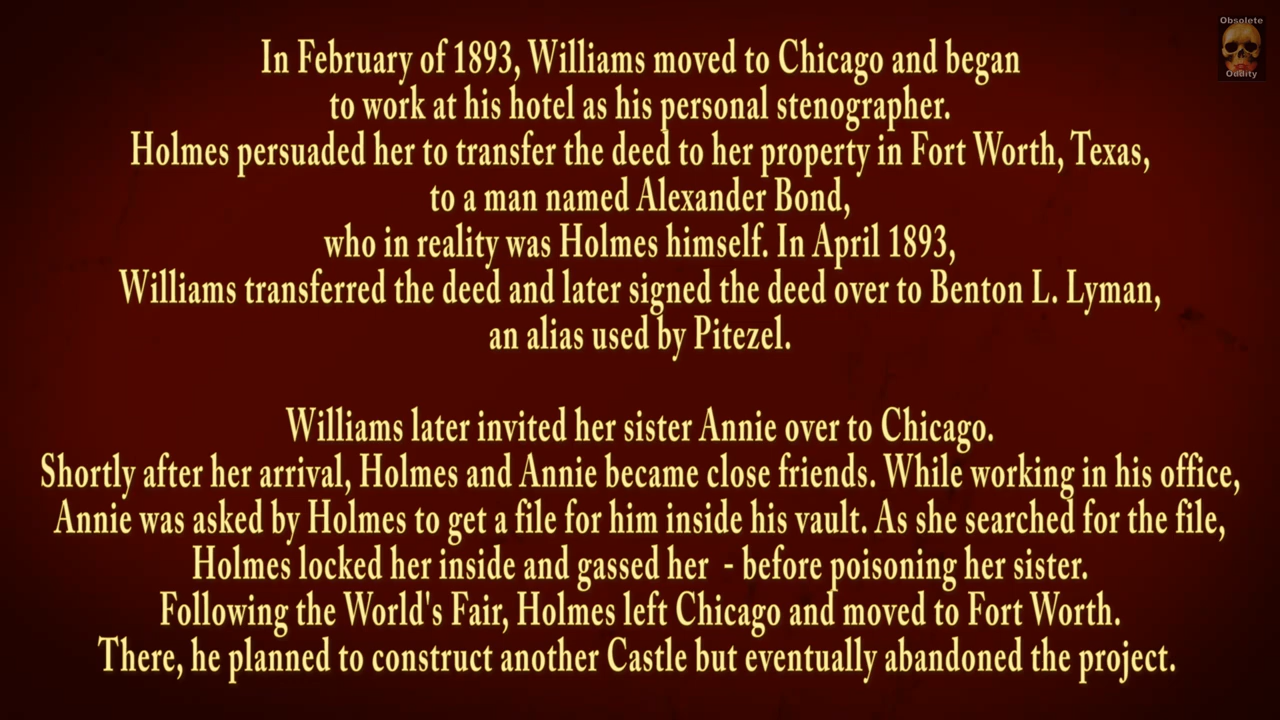 Obsolete
Oddity
In February of 1893, Williams moved to Chicago and began
to work at his hotel as his personal stenographer.
Holmes persuaded her to transfer the deed to her property in Fort Worth, Texas,
to a man named Alexander Bond,
who in reality was Holmes himself. In April 1893,
Williams transferred the deed and later signed the deed over to Benton L. Lyman,
an alias used by Pitezel.
Williams later invited her sister Annie over to Chicago.
Shortly after her arrival, Holmes and Annie became close friends. While working in his office,
Annie was asked by Holmes to get a file for him inside his vault. As she searched for the file,
Holmes locked her inside and gassed her  - before poisoning her sister.
Following the World's Fair, Holmes left Chicago and moved to Fort Worth.
There, he planned to construct another Castle but eventually abandoned the project.